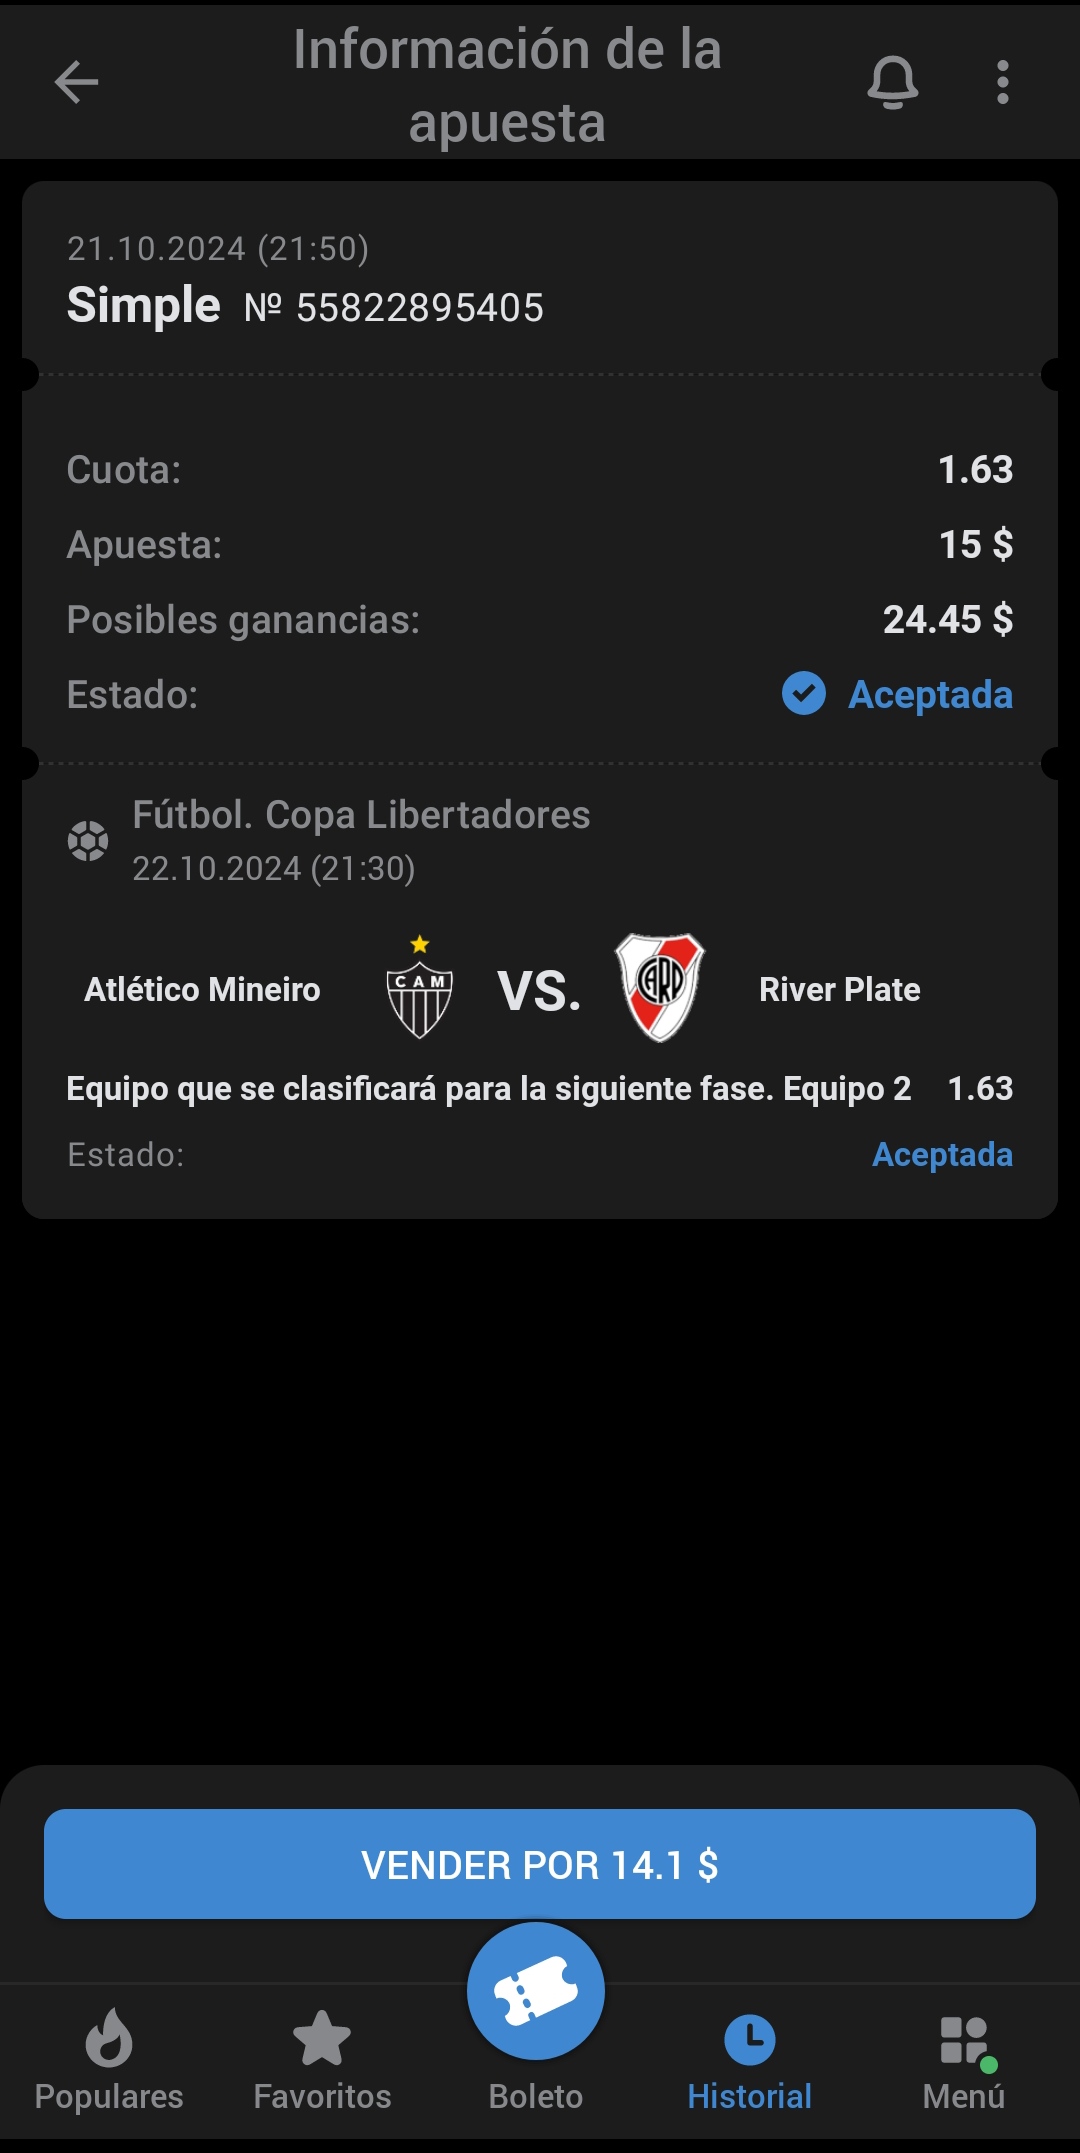 Información de la
apuesta
21.10.2024 (21:50)
Simple № 55822895405
Cuota: 1.63
Apuesta: 15 $
Posibles ganancias: 24.45 $
Estado: Aceptada
Fútbol. Copa Libertadores
22.10.2024 (21:30)
Atlético Mineiro CAM VS. CARP River Plate
Equipo que se clasificará para la siguiente fase. Equipo 2 1.63
Estado: Aceptada
VENDER POR 14.1 $
Populares Favoritos Boleto Historial Menú